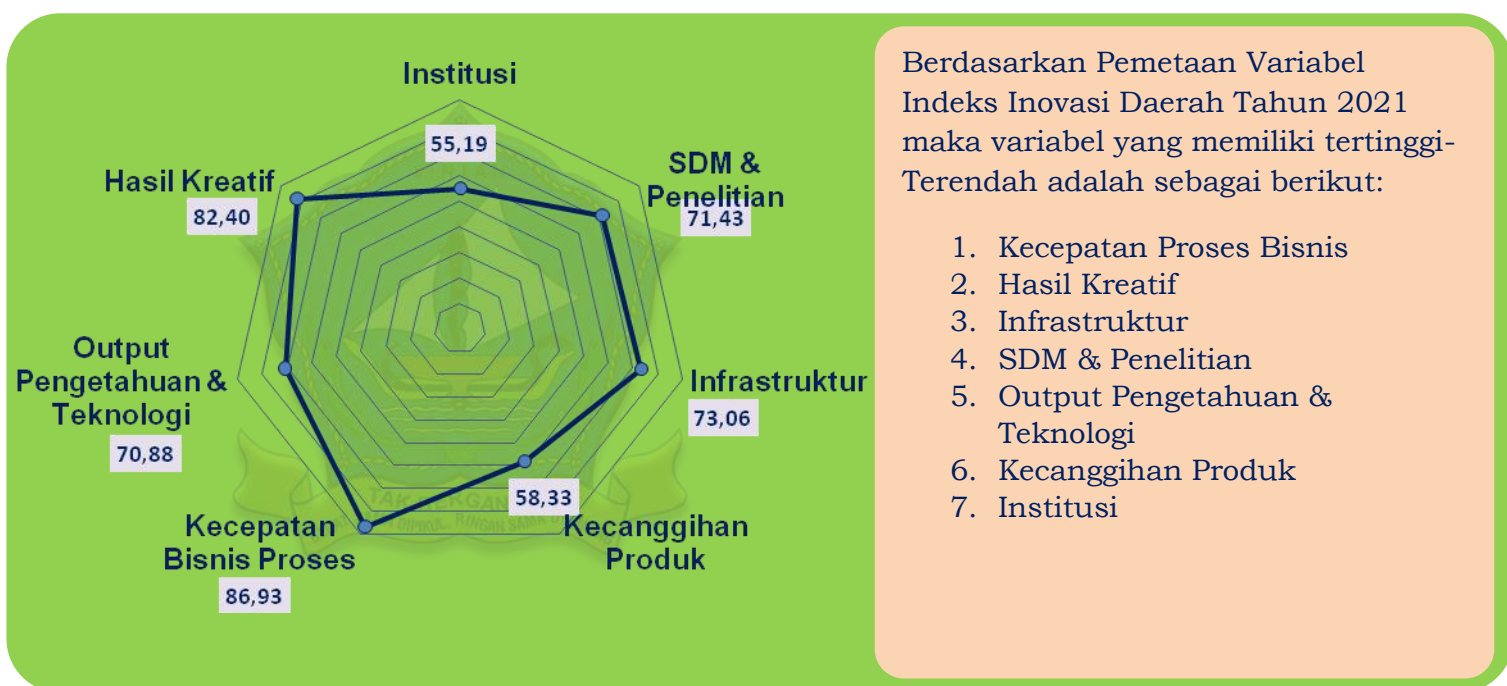 Institusi
55,19
SDM &
Penelitian
71,43
Hasil Kreatif
82,40
Infrastruktur
73,06
Output
Pengetahuan &
Teknologi
70,88
58,33
Kecanggihan
Produk
Kecepatan
Bisnis Proses
86,93
Berdasarkan Pemetaan Variabel
Indeks Inovasi Daerah Tahun 2021
maka variabel yang memiliki tertinggi-
Terendah adalah sebagai berikut:
1. Kecepatan Proses Bisnis
2. Hasil Kreatif
3. Infrastruktur
4. SDM & Penelitian
5. Output Pengetahuan &
Teknologi
6. Kecanggihan Produk
7. Institusi